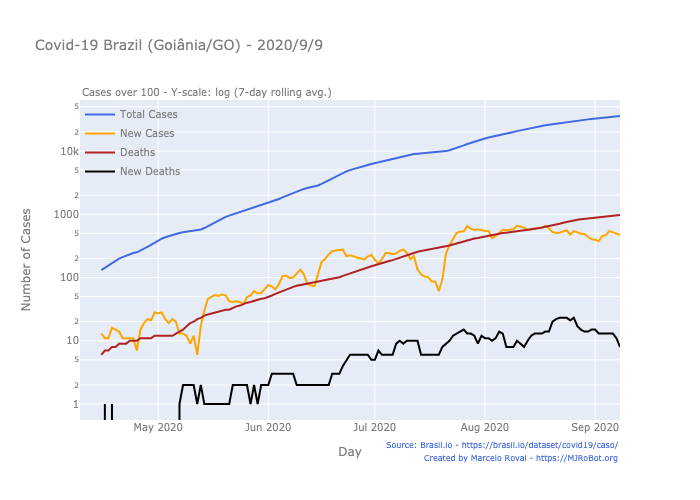 Covid-19 Brazil (Goiânia/GO) - 2020/9/9
Cases over 100 - Y-scale: log (7-day rolling avg.)
Total Cases
New Cases
Deaths
New Deaths
Number of Cases
5
2
10k
5
2
1000
5
2
100
5
2
10
5
2
1
May 2020
Jun 2020
Jul 2020
Aug 2020
Sep 2020
Day
Source: Brasil.io - https://brasil.io/dataset/covid19/caso/
Created by Marcelo Rovai - https://MJRoBot.org